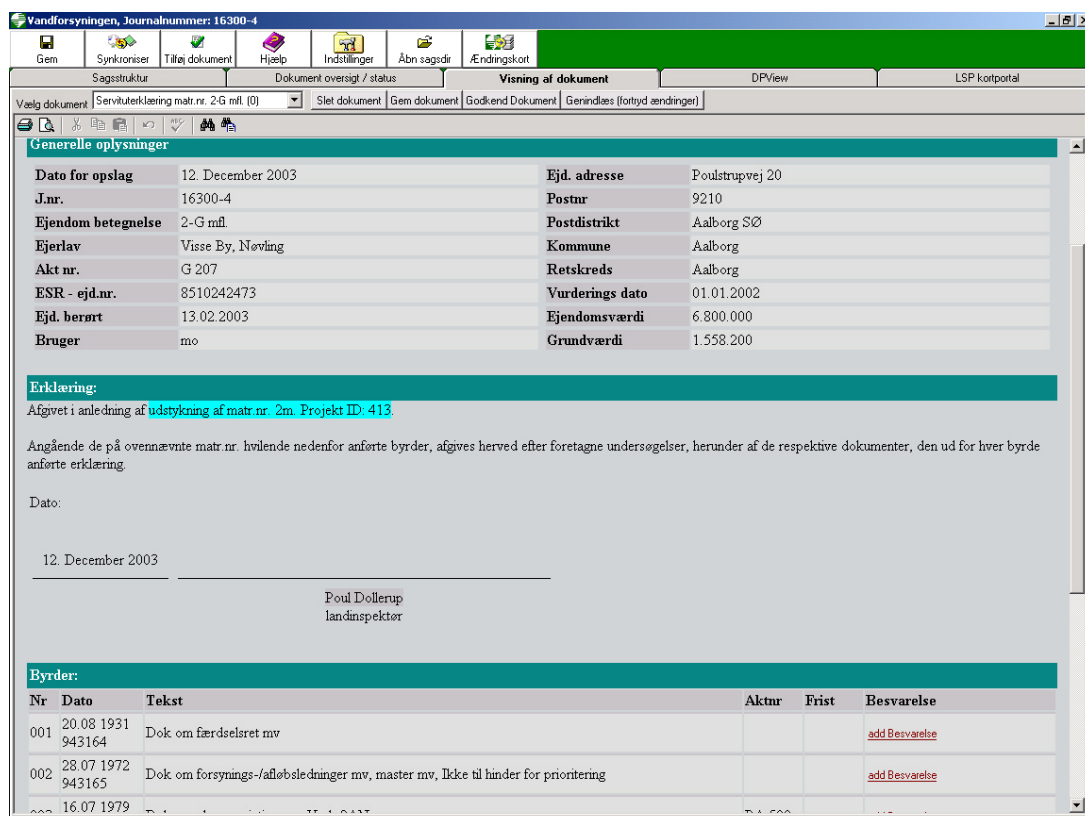 Vandforsyningen, Journalnummer: 16300-4
Gem Synkroniser Tilføj dokument Hjælp Indstillinger Åbn sagsdir Ændringskort
Sagsstruktur Dokument oversigt / status Visning af dokument DPView LSP kortportal
Vælg dokument Servituterklæring matr.nr. 2-G mfl. (0) Slet dokument Gem dokument Godkend Dokument Genindlæs (fortryd ændringer)
Generelle oplysninger
Dato for opslag 12. December 2003 Ejd. adresse Poulstrupvej 20
J.nr. 16300-4 Postnr 9210
Ejendom betegnelse 2-G mfl. Postdistrikt Aalborg SØ
Ejerlav Visse By, Nøvling Kommune Aalborg
Akt nr. G 207 Retskreds Aalborg
ESR - ejd.nr. 8510242473 Vurderings dato 01.01.2002
Ejd. berørt 13.02.2003 Ejendomsværdi 6.800.000
Bruger mo Grundværdi 1.558.200
Erklæring:
Afgivet i anledning af udstykning af matr.nr. 2m. Projekt ID: 413.
Angående de på ovennævnte matr.nr. hvilende nedenfor anførte byrder, afgives herved efter foretagne undersøgelser, herunder af de respektive dokumenter, den ud for hver byrde
anførte erklæring.
Dato:
12. December 2003
Poul Dollerup
landinspektør
Byrder:
Nr Dato Tekst Aktnr Frist Besvarelse
001 20.08 1931 943164 Dok om færdselsret mv add Besvarelse
002 28.07 1972 943165 Dok om forsynings-/afløbsledninger mv, master mv, Ikke til hinder for prioritering add Besvarelse
16.07 1979